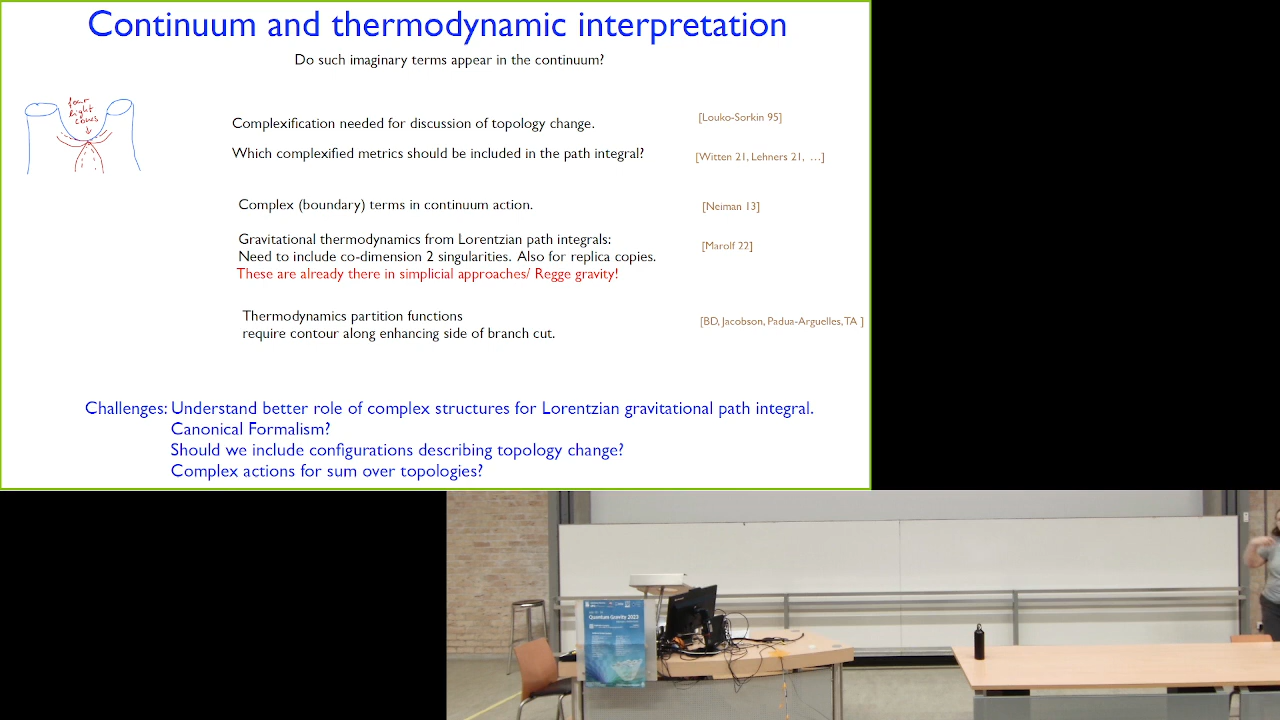 Continuum and thermodynamic interpretation
Do such imaginary terms appear in the continuum?
four
light
cones
Complexification needed for discussion of topology change.
[Louko-Sorkin 95]
Which complexified metrics should be included in the path integral?
[Witten 21, Lehners 21, …]
Complex (boundary) terms in continuum action.
[Neiman 13]
Gravitational thermodynamics from Lorentzian path integrals:
[Marolf 22]
Need to include co-dimension 2 singularities. Also for replica copies.
These are already there in simplicial approaches/ Regge gravity!
Thermodynamics partition functions
[BD, Jacobson, Padua-Arguelles, TA ]
require contour along enhancing side of branch cut.
Challenges: Understand better role of complex structures for Lorentzian gravitational path integral.
Canonical Formalism?
Should we include configurations describing topology change?
Complex actions for sum over topologies?
Quantum Gravity 2023